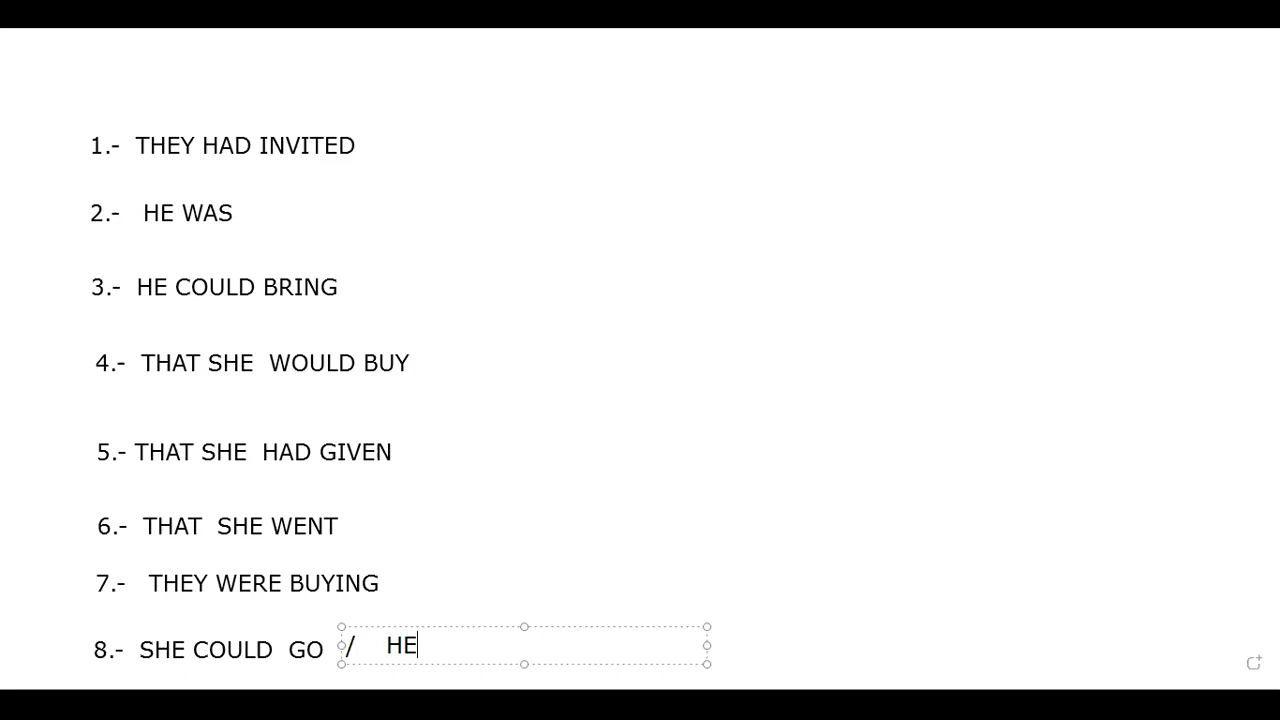 1.- THEY HAD INVITED
2.- HE WAS
3.- HE COULD BRING
4.- THAT SHE WOULD BUY
5.- THAT SHE HAD GIVEN
6.- THAT SHE WENT
7.- THEY WERE BUYING
8.- SHE COULD GO / HE